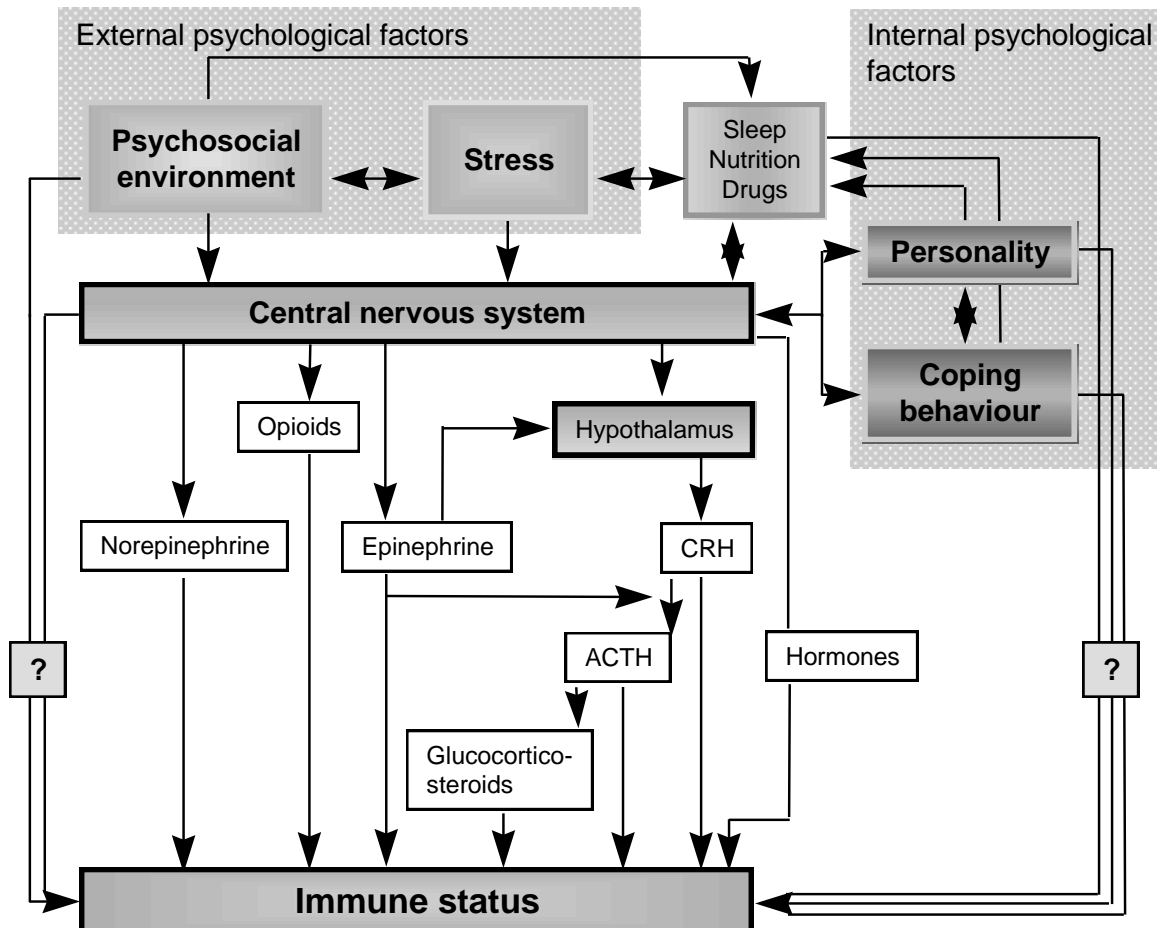 External psychological factors
Internal psychological
factors
Psychosocial
environment
Stress
Sleep
Nutrition
Drugs
Personality
Central nervous system
Coping
behaviour
Opioids
Hypothalamus
Norepinephrine
Epinephrine
CRH
?
ACTH
Hormones
?
Glucocortico-
steroids
Immune status